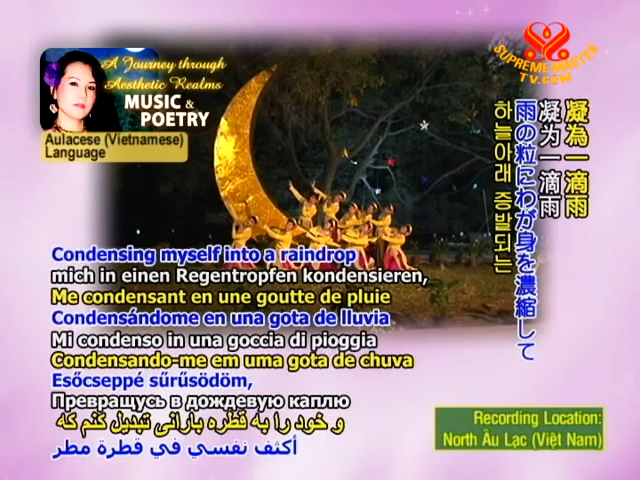 A Journey through
Aesthetic Realms
MUSIC &
POETRY
Aulacese (Vietnamese)
Language
SUPREME MASTER
TV.com
凝為一滴雨
凝为一滴雨
雨の粒にわが身を濃縮して
하늘아래 증발되는
Condensing myself into a raindrop
mich in einen Regentropfen kondensieren,
Me condensant en une goutte de pluie
Condensándome en una gota de lluvia
Mi condenso in una goccia di pioggia
Condensando-me em uma gota de chuva
Esőcseppé sűrűsödöm,
Превращусь в дождевую каплю
و خود را به قطره بارانی تبدیل کنم که
أكثف نفسي في قطرة مطر
Recording Location:
North Âu Lạc (Việt Nam)